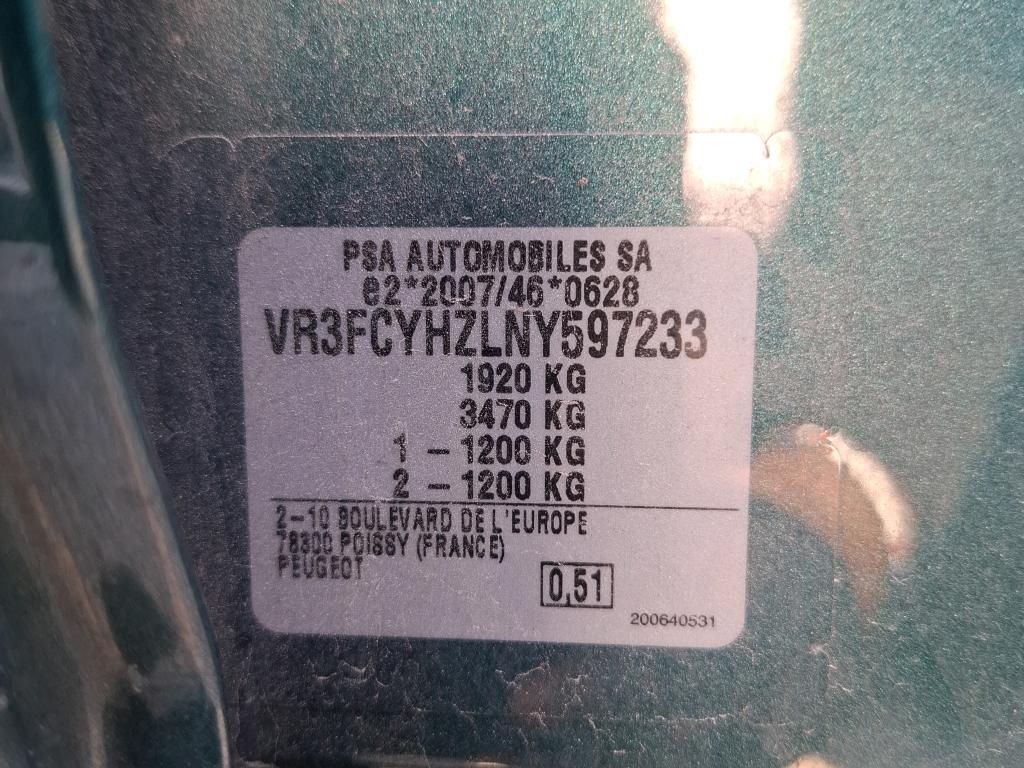 PSA AUTOMOBILES SA
e2*2007/46*0628
VR3FCYHZLNY597233
1920 KG
3470 KG
1 - 1200 KG
2 - 1200 KG
2-10 BOULEVARD DE L'EUROPE
78300 POISSY (FRANCE)
PEUGEOT
0,51
200640531